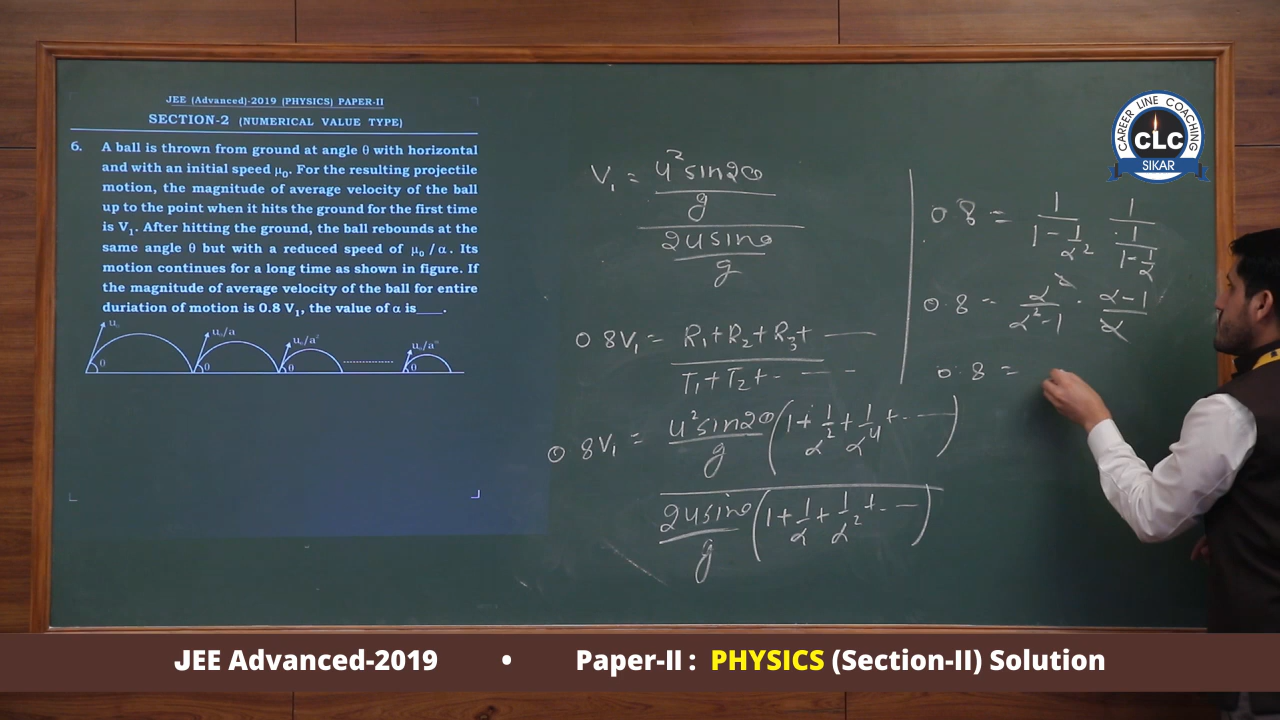 JEE (Advanced)-2019 (PHYSICS) PAPER-II
SECTION-2 (NUMERICAL VALUE TYPE)
6. A ball is thrown from ground at angle θ with horizontal
and with an initial speed μ₀. For the resulting projectile
motion, the magnitude of average velocity of the ball
up to the point when it hits the ground for the first time
is V₁. After hitting the ground, the ball rebounds at the
same angle θ but with a reduced speed of μ₀/α. Its
motion continues for a long time as shown in figure. If
the magnitude of average velocity of the ball for entire
duriation of motion is 0.8 V₁, the value of α is___.
u₀ u₀/a u₀/a² u₀/aⁿ
θ θ θ θ
V₁ = u²sin2θ
g
2usinθ
g
0.8V₁ = R₁+R₂+R₃+ ----
T₁+T₂+- ---
0.8V₁ = u²sin2θ (1+ 1/α² + 1/α⁴ +- ---)
g
2usinθ (1+ 1/α + 1/α² +- ---)
g
0.8 = 1 / (1 - 1/α²) 1 / (1 / (1 - 1/α))
0.8 = α² / (α²-1) · (α-1) / α
0.8 =
CAREER LINE COACHING
CLC
SIKAR
JEE Advanced-2019 • Paper-II : PHYSICS (Section-II) Solution